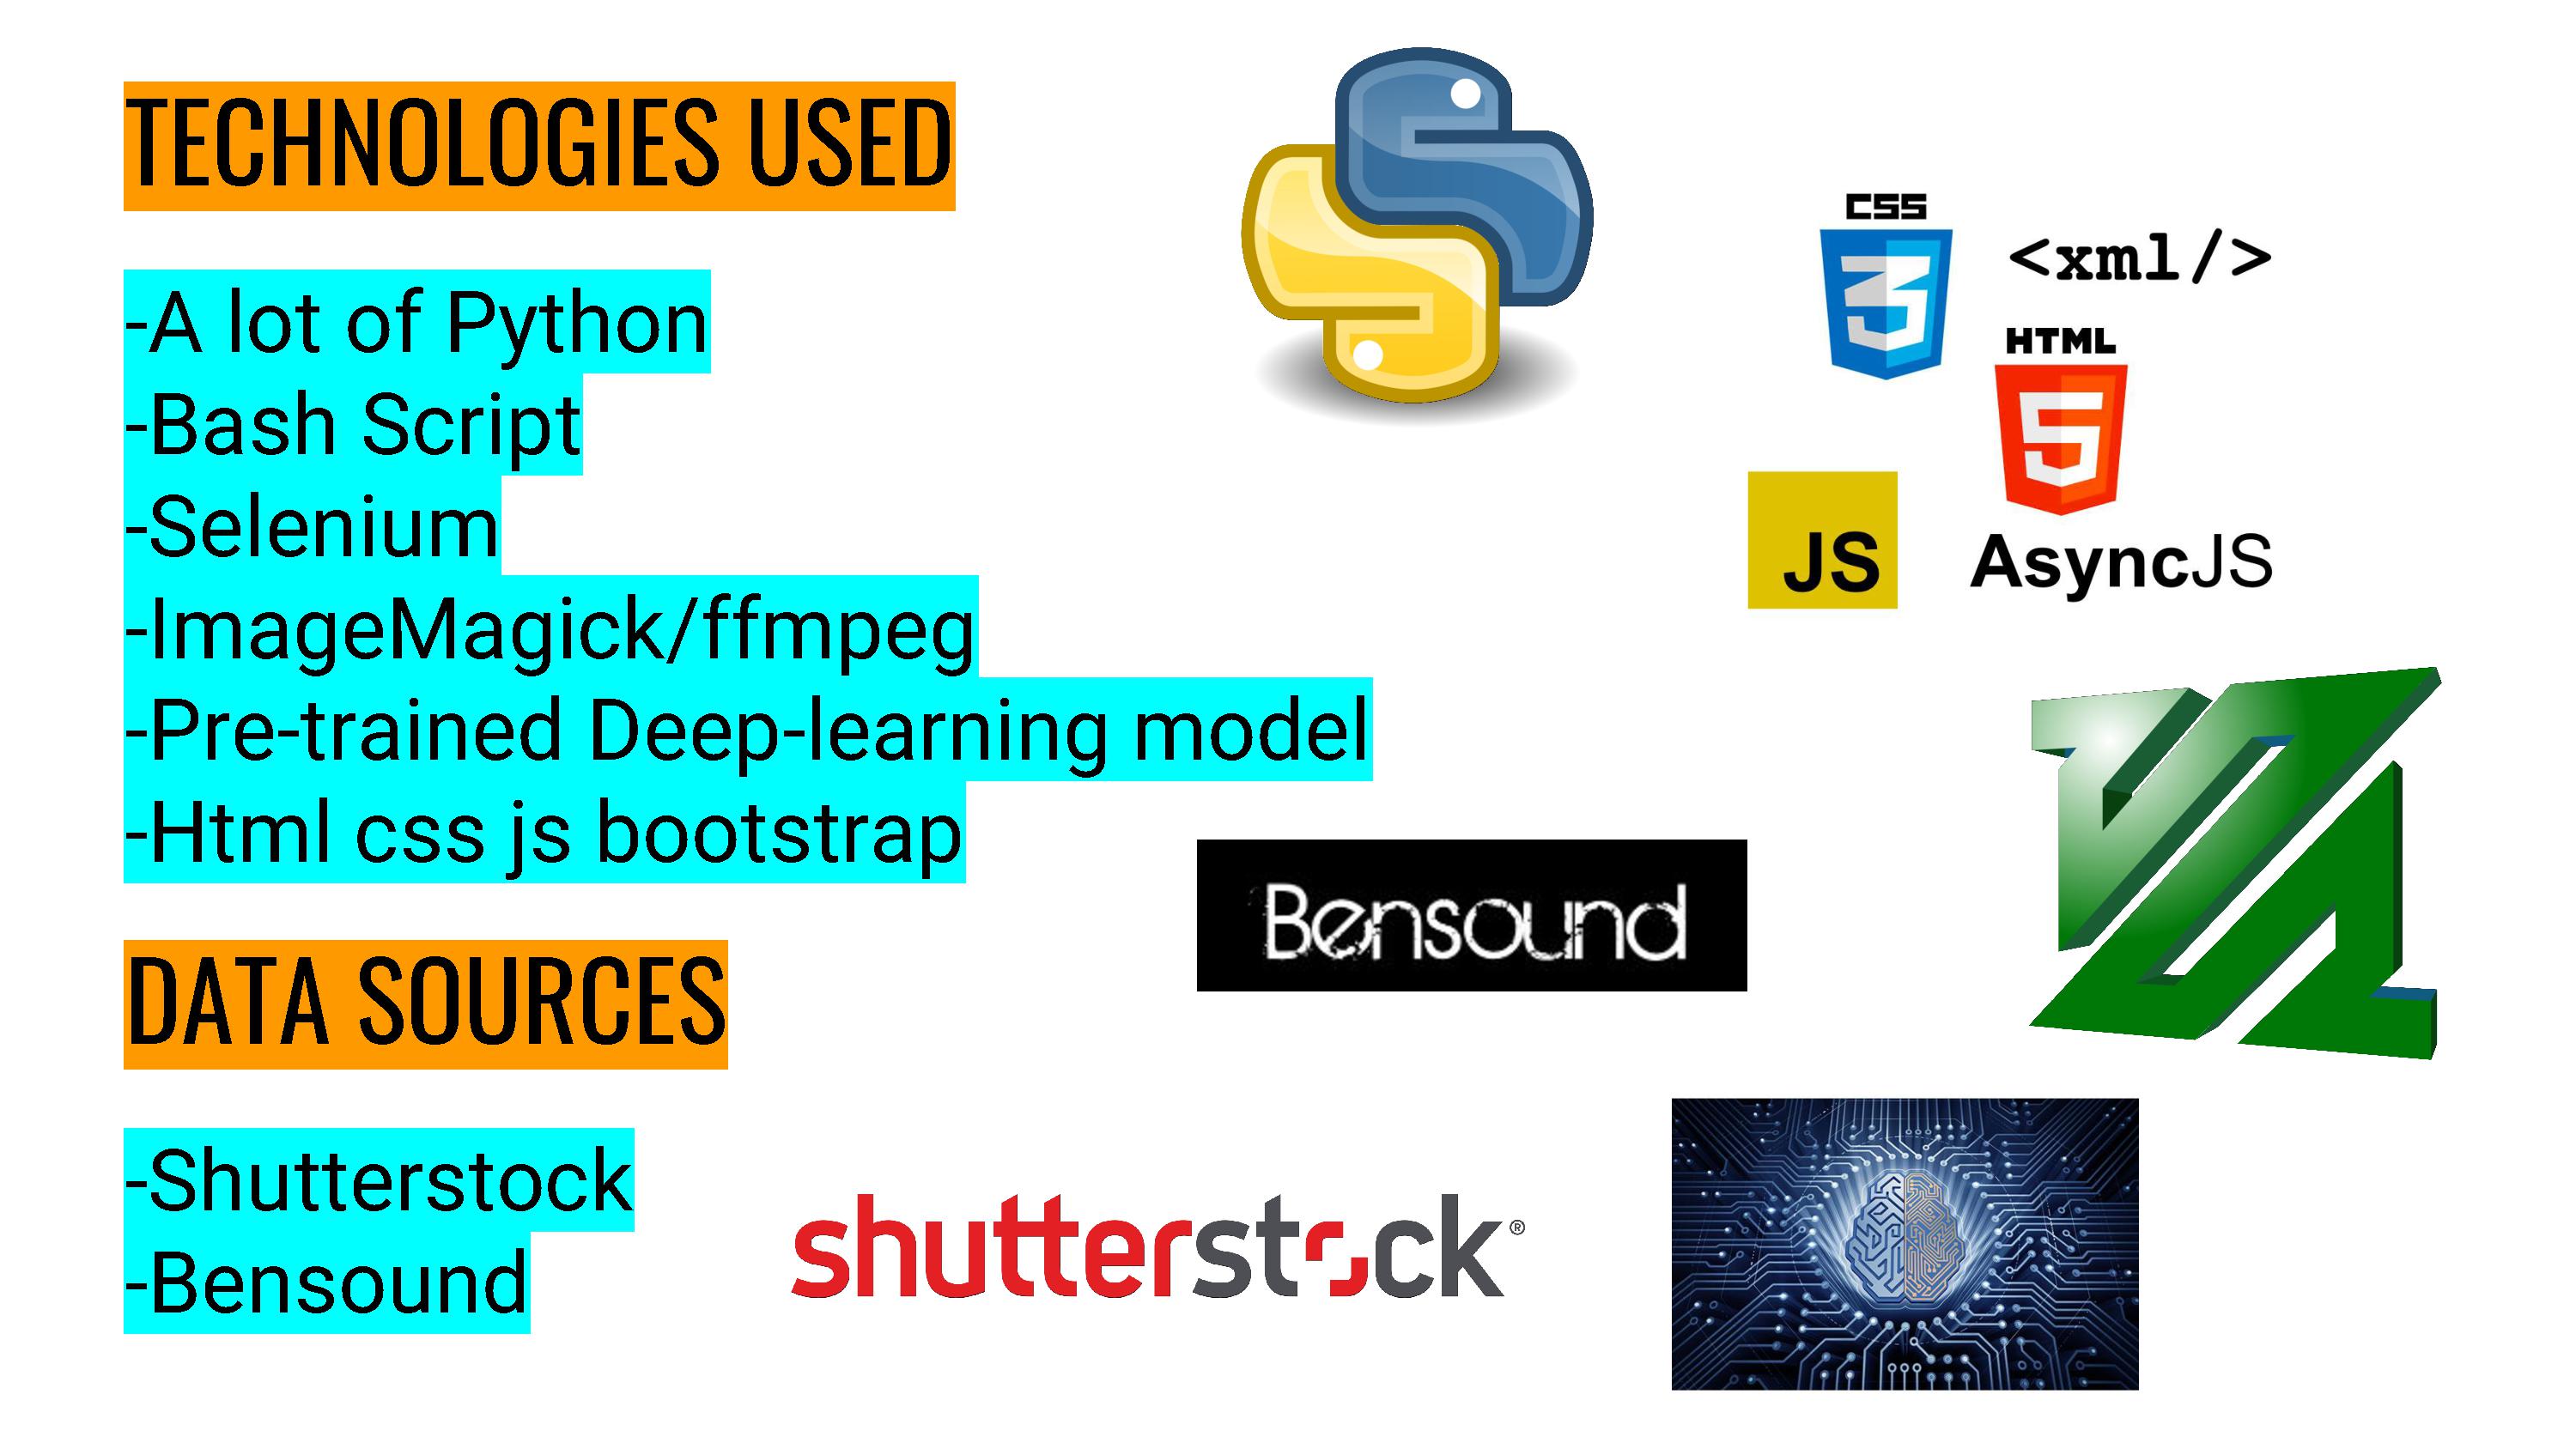 TECHNOLOGIES USED
-A lot of Python
-Bash Script
-Selenium
-ImageMagick/ffmpeg
-Pre-trained Deep-learning model
-Html css js bootstrap
DATA SOURCES
-Shutterstock
-Bensound
CSS
3
<xml/>
HTML
5
JS
AsyncJS
Bensound
shutterstock®